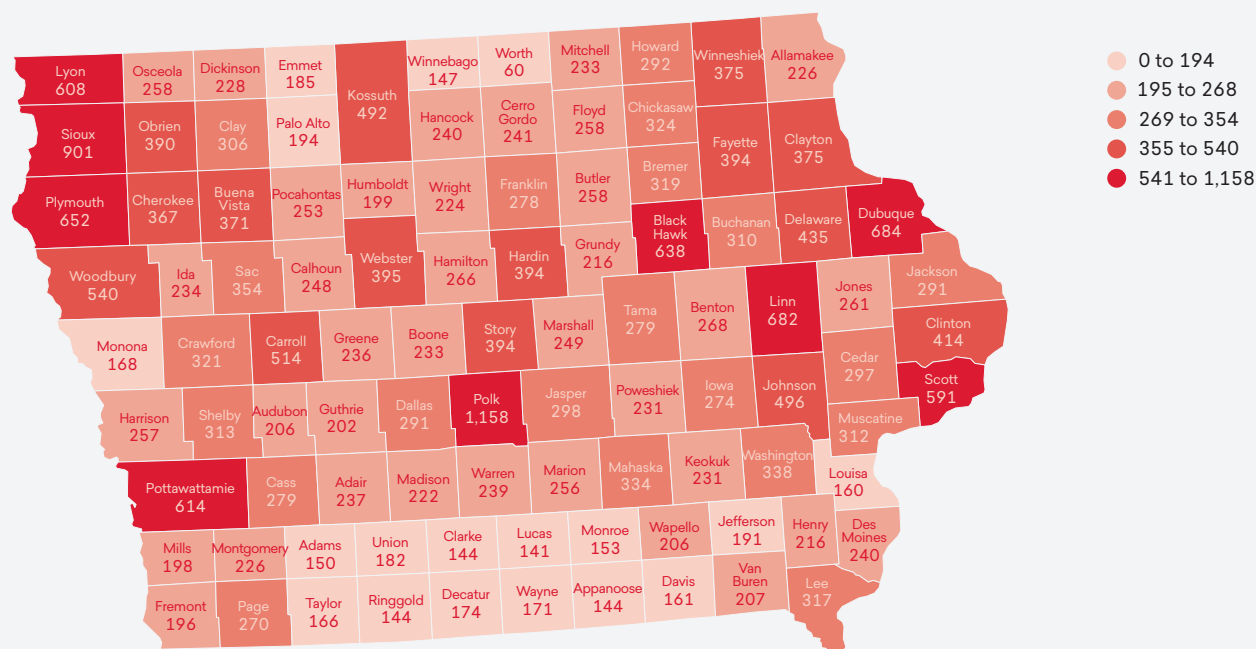 Lyon
608
Osceola
258
Dickinson
228
Emmet
185
Kossuth
492
Winnebago
147
Worth
60
Mitchell
233
Howard
292
Winneshiek
375
Allamakee
226
Sioux
901
Obrien
390
Clay
306
Palo Alto
194
Hancock
240
Cerro
Gordo
241
Floyd
258
Chickasaw
324
Fayette
394
Clayton
375
Plymouth
652
Cherokee
367
Buena
Vista
371
Pocahontas
253
Humboldt
199
Wright
224
Franklin
278
Butler
258
Bremer
319
Woodbury
540
Ida
234
Sac
354
Calhoun
248
Webster
395
Hamilton
266
Hardin
394
Grundy
216
Black
Hawk
638
Buchanan
310
Delaware
435
Dubuque
684
Monona
168
Crawford
321
Carroll
514
Greene
236
Boone
233
Story
394
Marshall
249
Tama
279
Benton
268
Linn
682
Jones
261
Jackson
291
Clinton
414
Cedar
297
Scott
591
Harrison
257
Shelby
313
Audubon
206
Guthrie
202
Dallas
291
Polk
1,158
Jasper
298
Poweshiek
231
Iowa
274
Johnson
496
Muscatine
312
Pottawattamie
614
Cass
279
Adair
237
Madison
222
Warren
239
Marion
256
Mahaska
334
Keokuk
231
Washington
338
Louisa
160
Mills
198
Montgomery
226
Adams
150
Union
182
Clarke
144
Lucas
141
Monroe
153
Wapello
206
Jefferson
191
Henry
216
Des
Moines
240
Fremont
196
Page
270
Taylor
166
Ringgold
144
Decatur
174
Wayne
171
Appanoose
144
Davis
161
Van
Buren
207
Lee
317
0 to 194
195 to 268
269 to 354
355 to 540
541 to 1,158